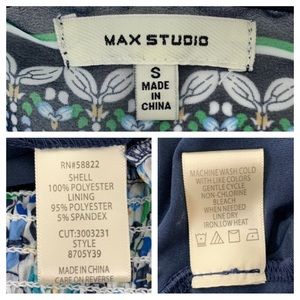 MAX STUDIO
S
MADE IN
CHINA
RN#58822
SHELL
100% POLYESTER
LINING
95% POLYESTER
5% SPANDEX
CUT:3003231
STYLE
8705Y39
MADE IN CHINA
CARE ON REVERSE
MACHINE WASH COLD
WITH LIKE COLORS
GENTLE CYCLE
NON-CHLORINE
BLEACH
WHEN NEEDED
LINE DRY
IRON, LOW HEAT